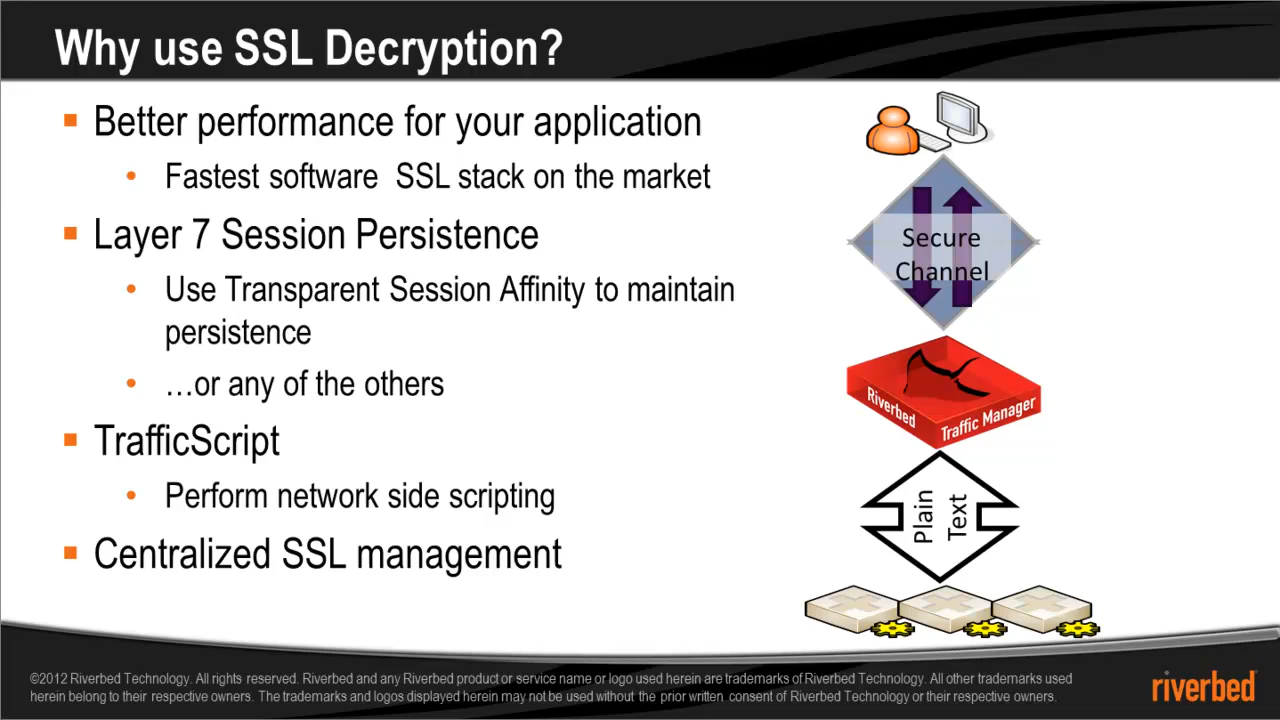 Why use SSL Decryption?
Better performance for your application
Fastest software SSL stack on the market
Layer 7 Session Persistence
Use Transparent Session Affinity to maintain
persistence
…or any of the others
TrafficScript
Perform network side scripting
Centralized SSL management
Secure
Channel
Riverbed
Traffic Manager
Plain
Text
©2012 Riverbed Technology. All rights reserved. Riverbed and any Riverbed product or service name or logo used herein are trademarks of Riverbed Technology. All other trademarks used
herein belong to their respective owners. The trademarks and logos displayed herein may not be used without the prior written consent of Riverbed Technology or their respective owners.
riverbed